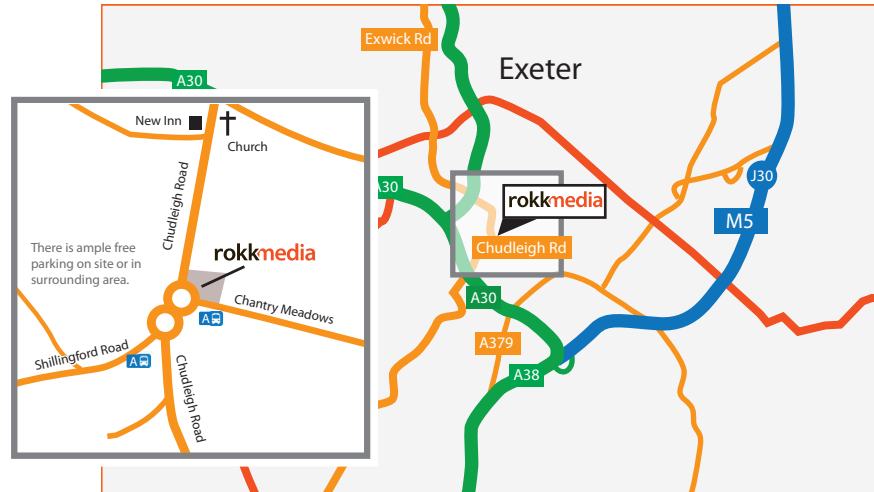 Exwick Rd
Exeter
A30
New Inn
Church
Chudleigh Road
There is ample free
parking on site or in
surrounding area.
rokkmedia
Chantry Meadows
A
Shillingford Road
A
Chudleigh Road
A30
J30
rokkmedia
M5
Chudleigh Rd
A30
A379
A38